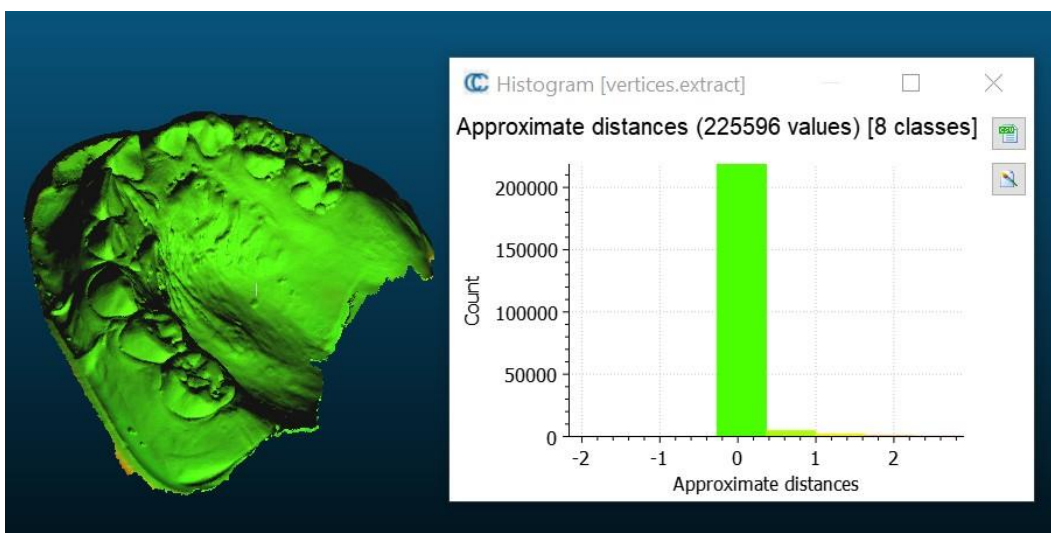 Histogram [vertices.extract]
Approximate distances (225596 values) [8 classes]
200000
150000
100000
50000
0
Count
-2 -1 0 1 2
Approximate distances